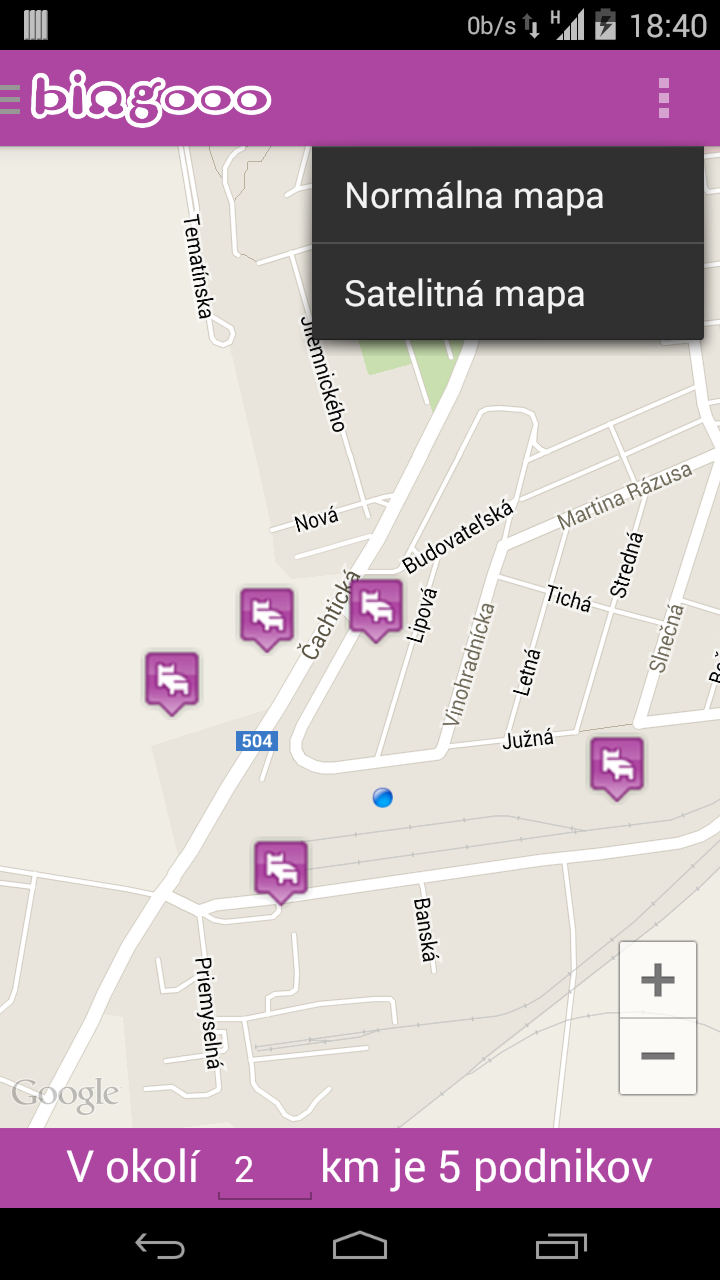 0b/s H 18:40
bingooo
Normálna mapa
Satelitná mapa
Tematínska
Jilemnického
Nová
Budovateľská
Martina Rázusa
Čachtická
Lipová
Tichá
Stredná
Vinohradnícka
Letná
Slnečná
504
Južná
Banská
Priemyselná
+
−
Google
V okolí 2 km je 5 podnikov